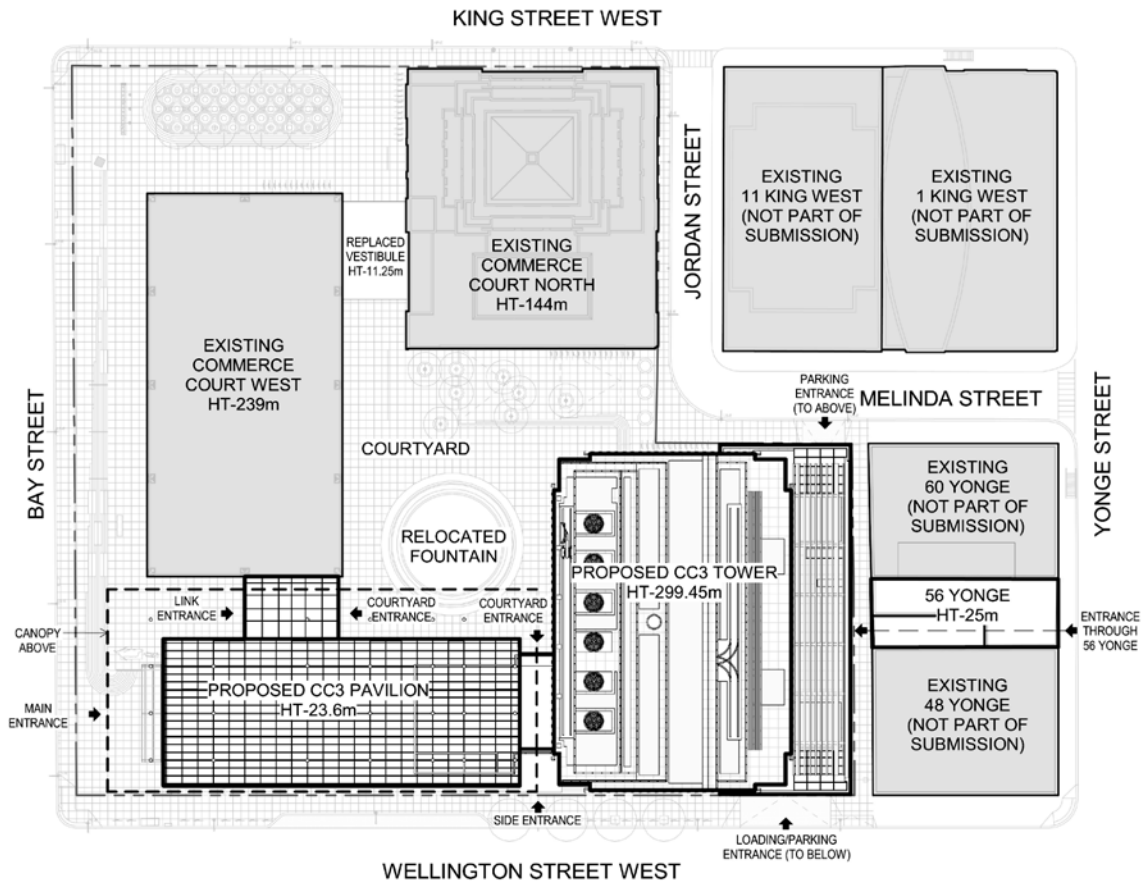 KING STREET WEST
JORDAN STREET
EXISTING
11 KING WEST
(NOT PART OF
SUBMISSION)
EXISTING
1 KING WEST
(NOT PART OF
SUBMISSION)
REPLACED
VESTIBULE
HT-11.25m
EXISTING
COMMERCE
COURT NORTH
HT-144m
EXISTING
COMMERCE
COURT WEST
HT-239m
BAY STREET
PARKING
ENTRANCE
(TO ABOVE)
MELINDA STREET
YONGE STREET
COURTYARD
RELOCATED
FOUNTAIN
EXISTING
60 YONGE
(NOT PART OF
SUBMISSION)
PROPOSED CC3 TOWER
HT-299.45m
56 YONGE
HT-25m
ENTRANCE
THROUGH
56 YONGE
LINK
ENTRANCE
COURTYARD
ENTRANCE
COURTYARD
ENTRANCE
CANOPY
ABOVE
PROPOSED CC3 PAVILION
HT-23.6m
MAIN
ENTRANCE
EXISTING
48 YONGE
(NOT PART OF
SUBMISSION)
SIDE ENTRANCE
LOADING/PARKING
ENTRANCE (TO BELOW)
WELLINGTON STREET WEST